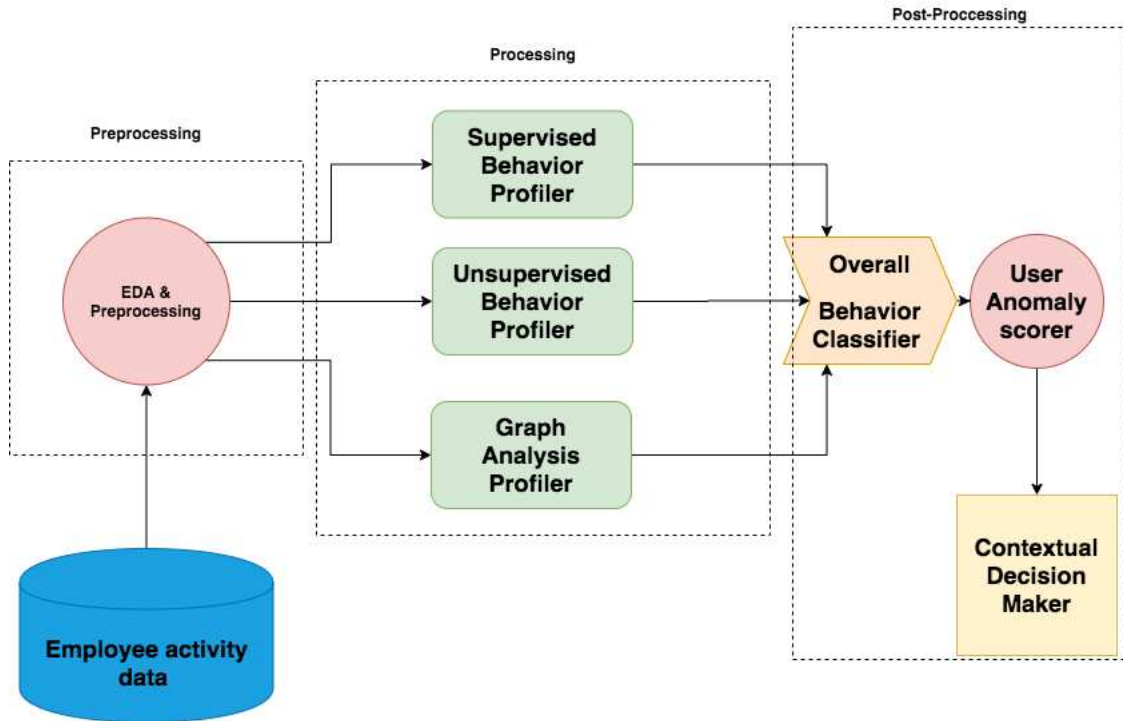 Post-Proccessing
Processing
Preprocessing
EDA &
Preprocessing
Supervised
Behavior
Profiler
Unsupervised
Behavior
Profiler
Graph
Analysis
Profiler
Overall
Behavior
Classifier
User
Anomaly
scorer
Contextual
Decision
Maker
Employee activity
data